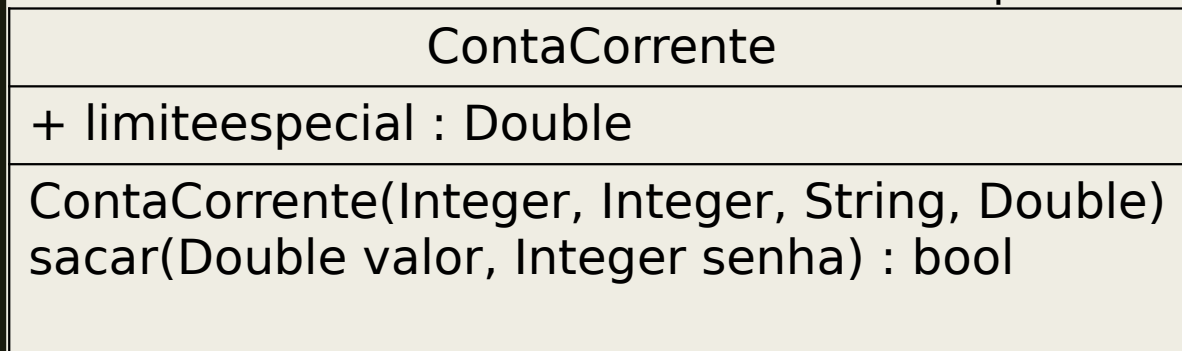 ContaCorrente
+ limiteespecial : Double
ContaCorrente(Integer, Integer, String, Double)
sacar(Double valor, Integer senha) : bool